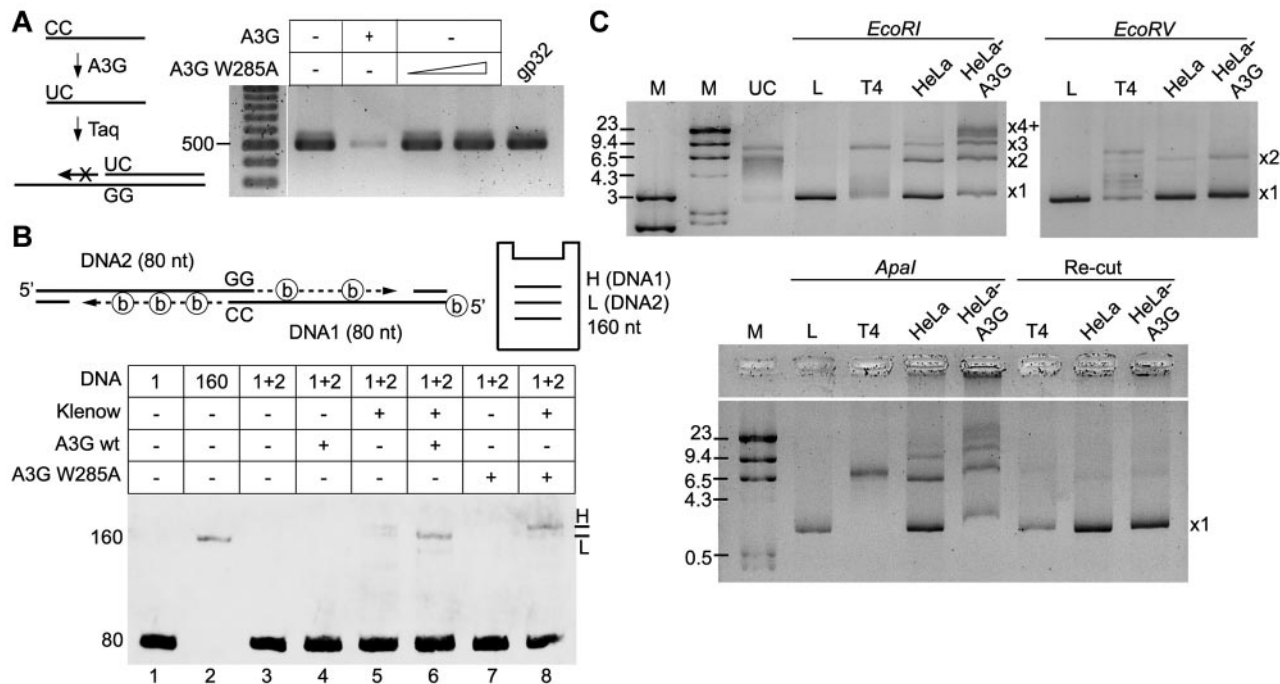 A
CC
A3G
UC
Taq
X
UC
GG
A3G - + -
A3G W285A - -
gp32
500
B
DNA2 (80 nt)
5' GG b b
b b b b 5'
CC
DNA1 (80 nt)
H (DNA1)
L (DNA2)
160 nt
DNA 1 160 1+2 1+2 1+2 1+2 1+2 1+2
Klenow - - - - + + - +
A3G wt - - - + - + - -
A3G W285A - - - - - - + +
H
160
L
80
1 2 3 4 5 6 7 8
C
EcoRI EcoRV
M M UC L T4 HeLa HeLa-A3G L T4 HeLa HeLa-A3G
23 x4+
9.4 x3
6.5 x2 x2
4.3
3 x1 x1
ApaI Re-cut
M L T4 HeLa HeLa-A3G T4 HeLa HeLa-A3G
23
9.4
6.5
4.3
x1
0.5